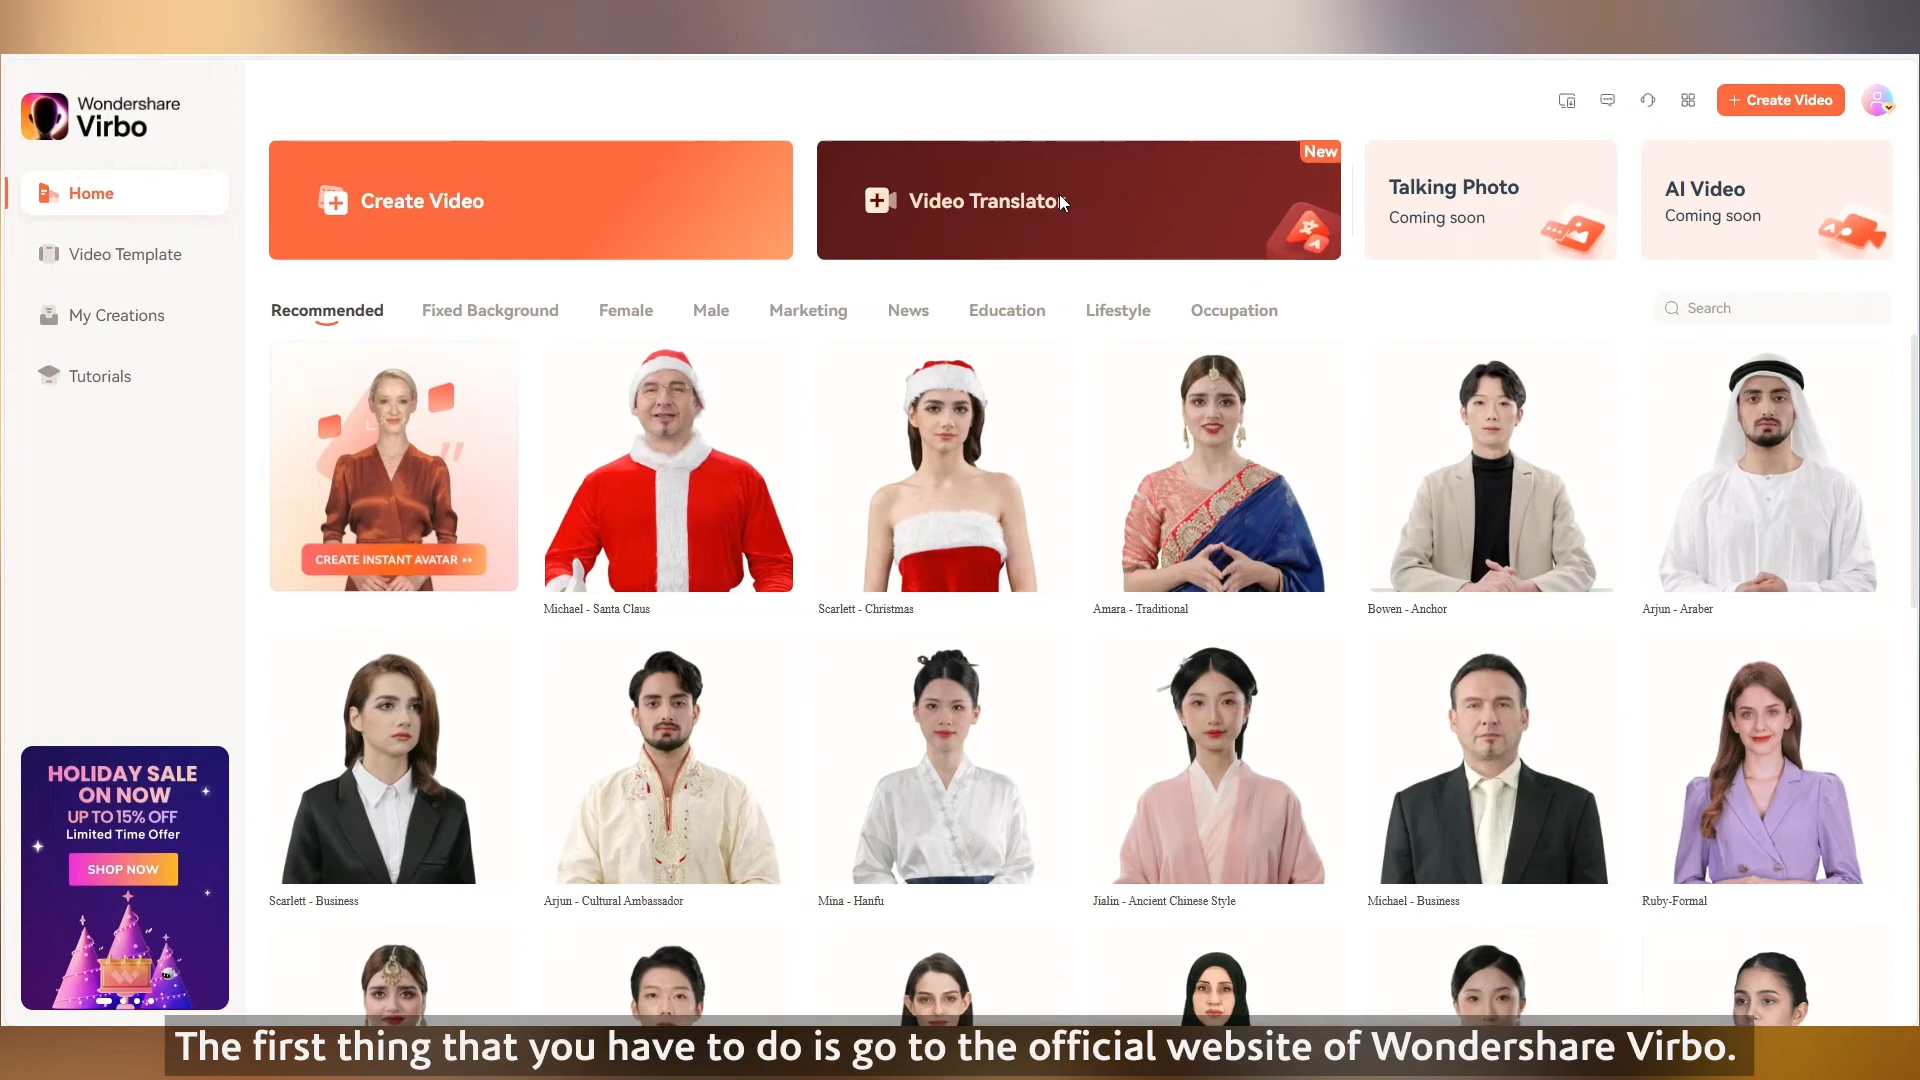 Wondershare
Virbo
Home
Video Template
My Creations
Tutorials
HOLIDAY SALE
ON NOW
UP TO 15% OFF
Limited Time Offer
SHOP NOW
+ Create Video
Create Video
Video Translator
New
Talking Photo
Coming soon
AI Video
Coming soon
Recommended Fixed Background Female Male Marketing News Education Lifestyle Occupation
Search
CREATE INSTANT AVATAR
Michael - Santa Claus
Scarlett - Christmas
Amara - Traditional
Bowen - Anchor
Arjun - Araber
Scarlett - Business
Arjun - Cultural Ambassador
Mina - Hanfu
Jialin - Ancient Chinese Style
Michael - Business
Ruby-Formal
The first thing that you have to do is go to the official website of Wondershare Virbo.